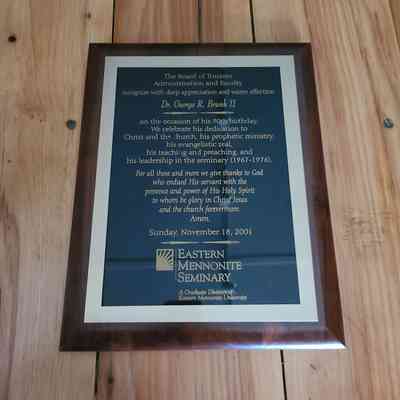 The Board of Trustees
Administration and Faculty
recognize with deep appreciation and warm affection
Dr. George R. Brunk II
on the occasion of his 90th birthday.
We celebrate his dedication to
Christ and the church, his prophetic ministry,
his evangelistic zeal,
his teaching and preaching, and
his leadership in the seminary (1967-1976).
For all these and more we give thanks to God
who endued His servant with the
presence and power of His Holy Spirit
to whom be glory in Christ Jesus
and the church forevermore.
Amen.
Sunday, November 18, 2001
EASTERN
MENNONITE
SEMINARY
A Graduate Division of
Eastern Mennonite University